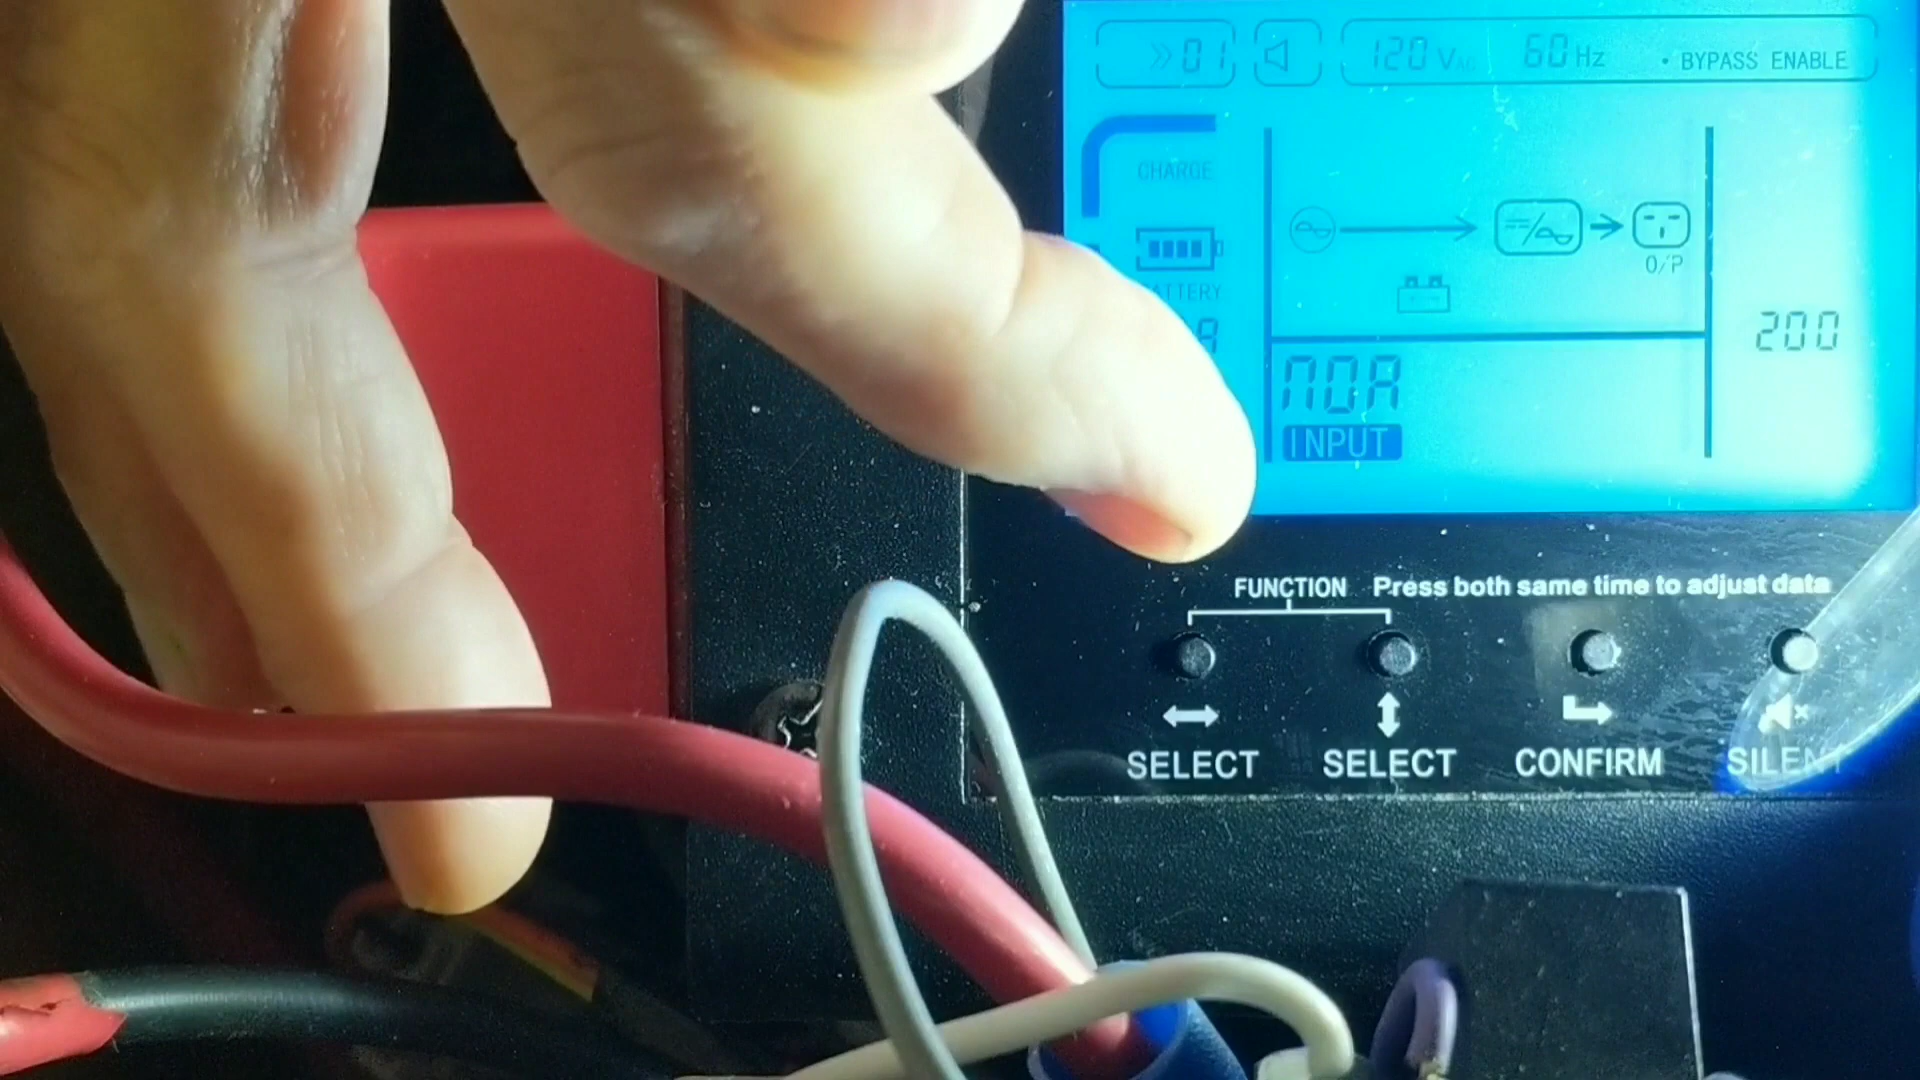 »01 120 VAC 60 Hz • BYPASS ENABLE
CHARGE
O/P
200
NOA
INPUT
FUNCTION Press both same time to adjust data
SELECT SELECT CONFIRM SILENT